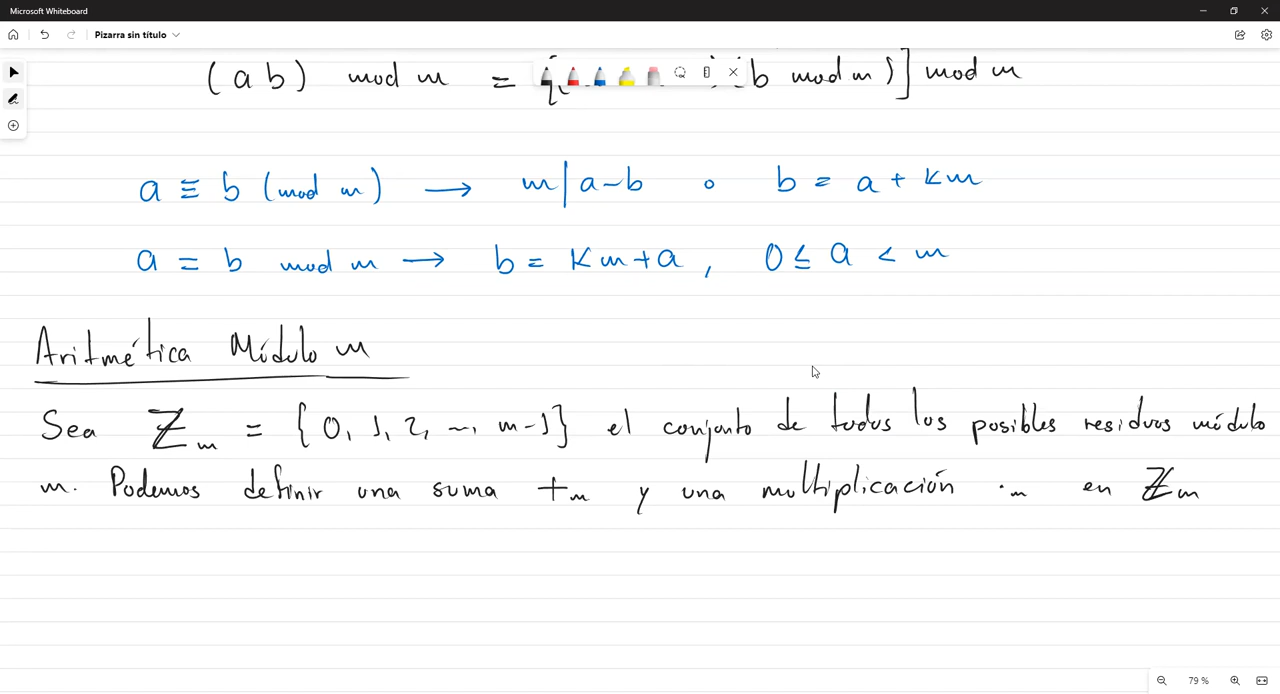 Microsoft Whiteboard
Pizarra sin título
(a b) mod m = b mod m)] mod m
a ≡ b (mod m) → m | a - b o b = a + km
a = b mod m → b = km + a, 0 ≤ a < m
Aritmética Módulo m
Sea ℤm = {0, 1, 2, ..., m-1} el conjunto de todos los posibles residuos módulo
m. Podemos definir una suma +m y una multiplicación ·m en ℤm
79 %